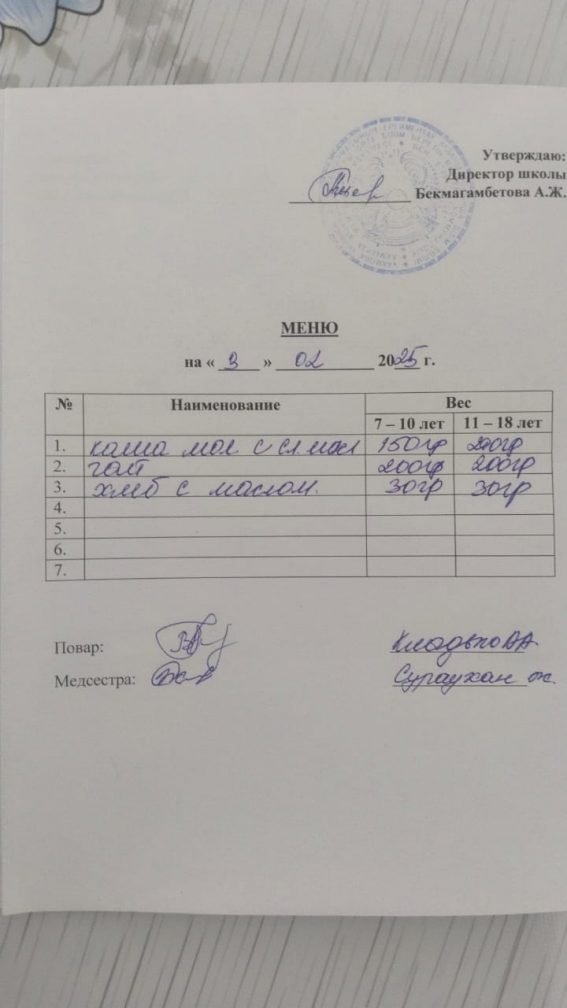 Утверждаю:
Директор школы
Бекмагамбетова А.Ж.
МЕНЮ
на « 3 » 02 2025 г.
№ Наименование Вес
7 – 10 лет 11 – 18 лет
1. каша мол с сл масл 150гр 200гр
2. чай 200гр 200гр
3. хлеб с маслом. 30гр 30гр
4.
5.
6.
7.
Повар:
Медсестра: Сураухан